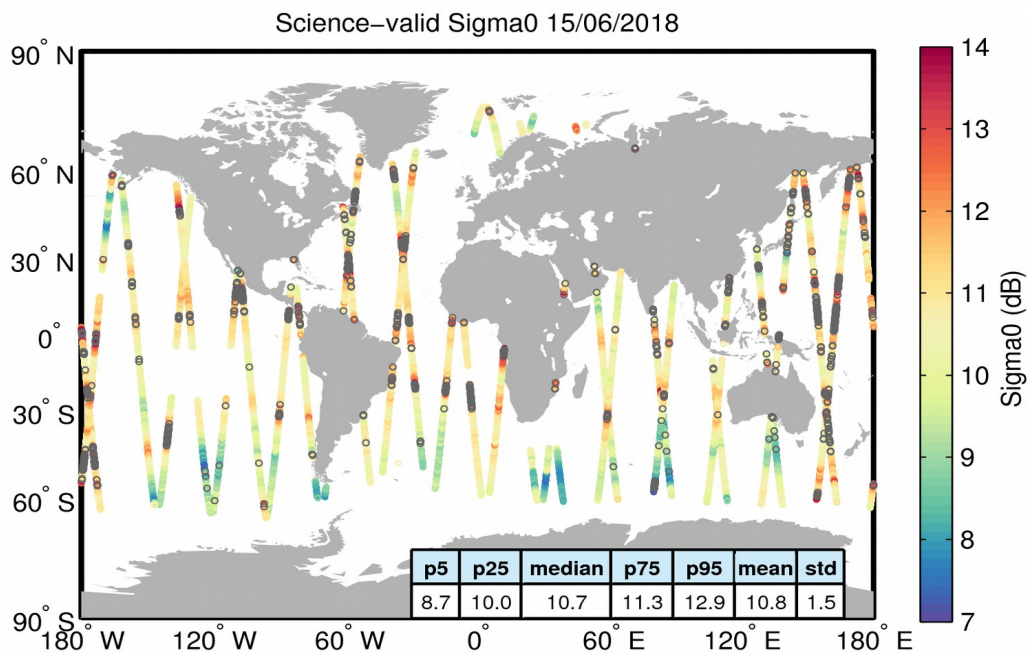 Science−valid Sigma0 15/06/2018
90° N
60° N
30° N
0°
30° S
60° S
90° S
180° W
120° W
60° W
0°
60° E
120° E
180° E
p5 p25 median p75 p95 mean std
8.7 10.0 10.7 11.3 12.9 10.8 1.5
14
13
12
11
10
9
8
7
Sigma0 (dB)